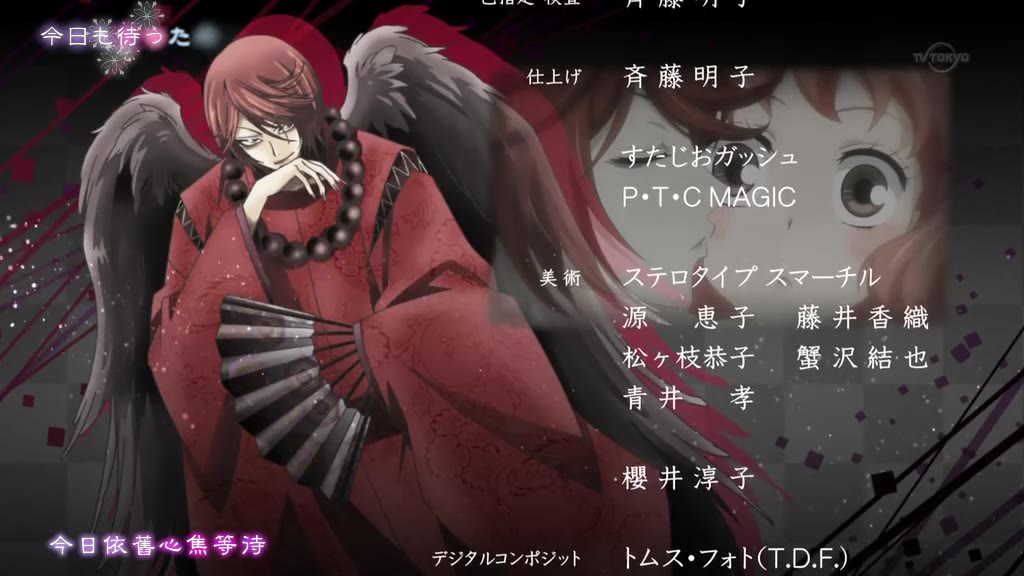 今日も待った
TV TOKYO
仕上げ 斉藤明子
すたじおガッシュ
P・T・C MAGIC
美術 ステロタイプ スマーチル
源 恵子 藤井香織
松ヶ枝恭子 蟹沢結也
青井 孝
櫻井淳子
今日依舊心焦等待
デジタルコンポジット トムス・フォト(T.D.F.)